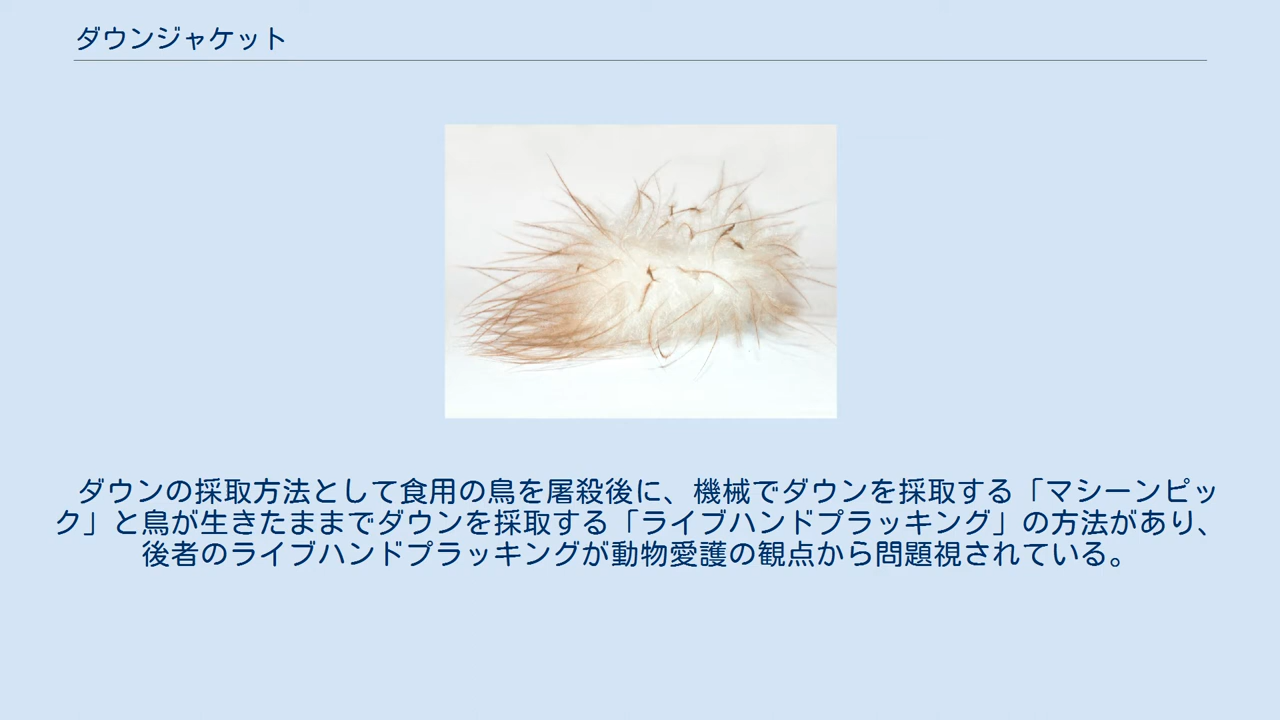 ダウンジャケット
ダウンの採取方法として食用の鳥を屠殺後に、機械でダウンを採取する「マシーンピッ
ク」と鳥が生きたままでダウンを採取する「ライブハンドプラッキング」の方法があり、
後者のライブハンドプラッキングが動物愛護の観点から問題視されている。